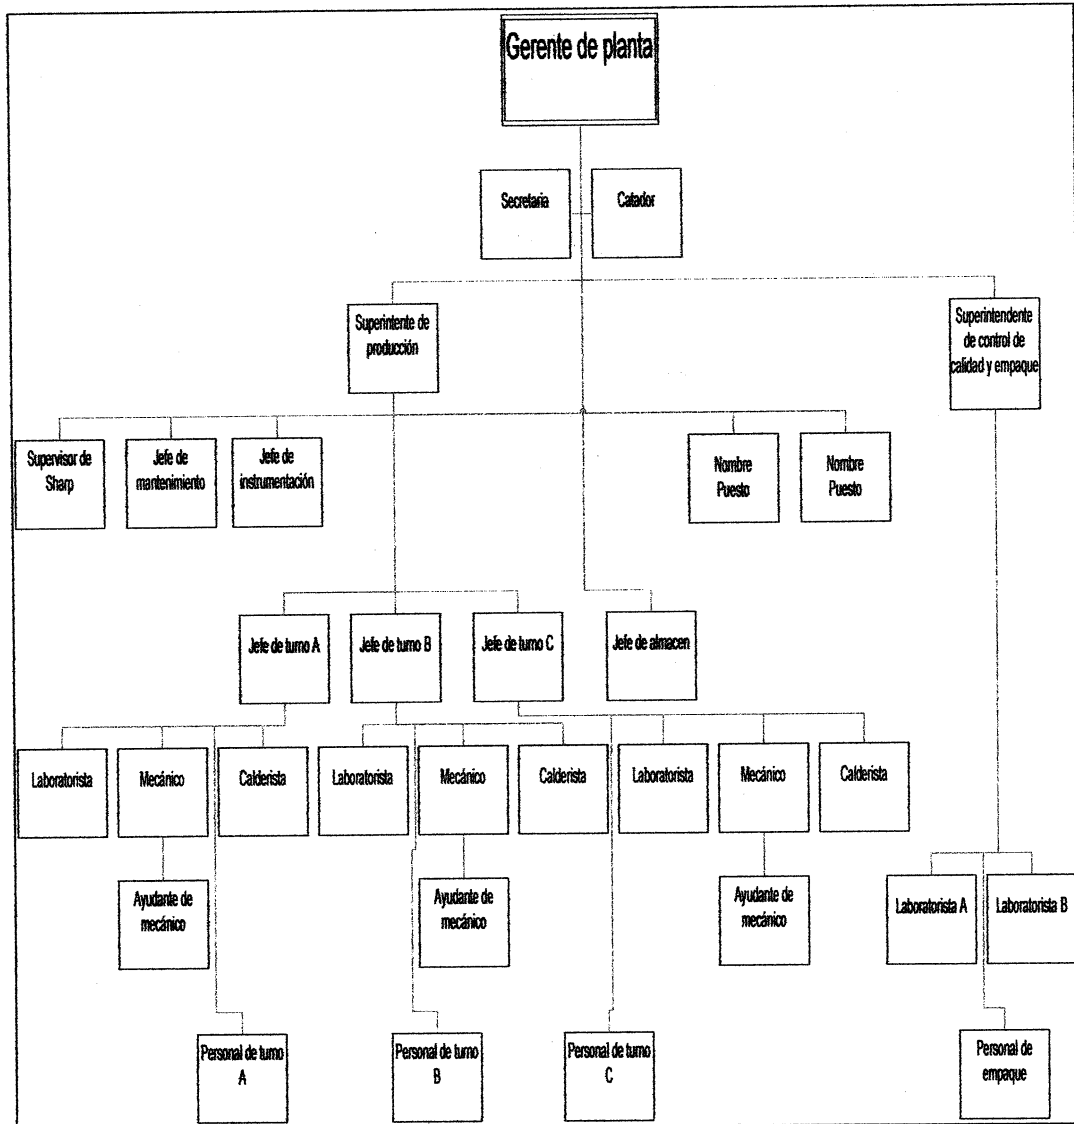 Gerente de planta
Secretaria
Catador
Superintente de
producción
Superintendente
de control de
calidad y empaque
Supervisor de
Sharp
Jefe de
mantenimiento
Jefe de
instrumentación
Nombre
Puesto
Nombre
Puesto
Jefe de turno A
Jefe de turno B
Jefe de turno C
Jefe de almacen
Laboratorista
Mecánico
Calderista
Laboratorista
Mecánico
Calderista
Laboratorista
Mecánico
Calderista
Ayudante de
mecánico
Ayudante de
mecánico
Ayudante de
mecánico
Laboratorista A
Laboratorista B
Personal de turno
A
Personal de turno
B
Personal de turno
C
Personal de
empaque